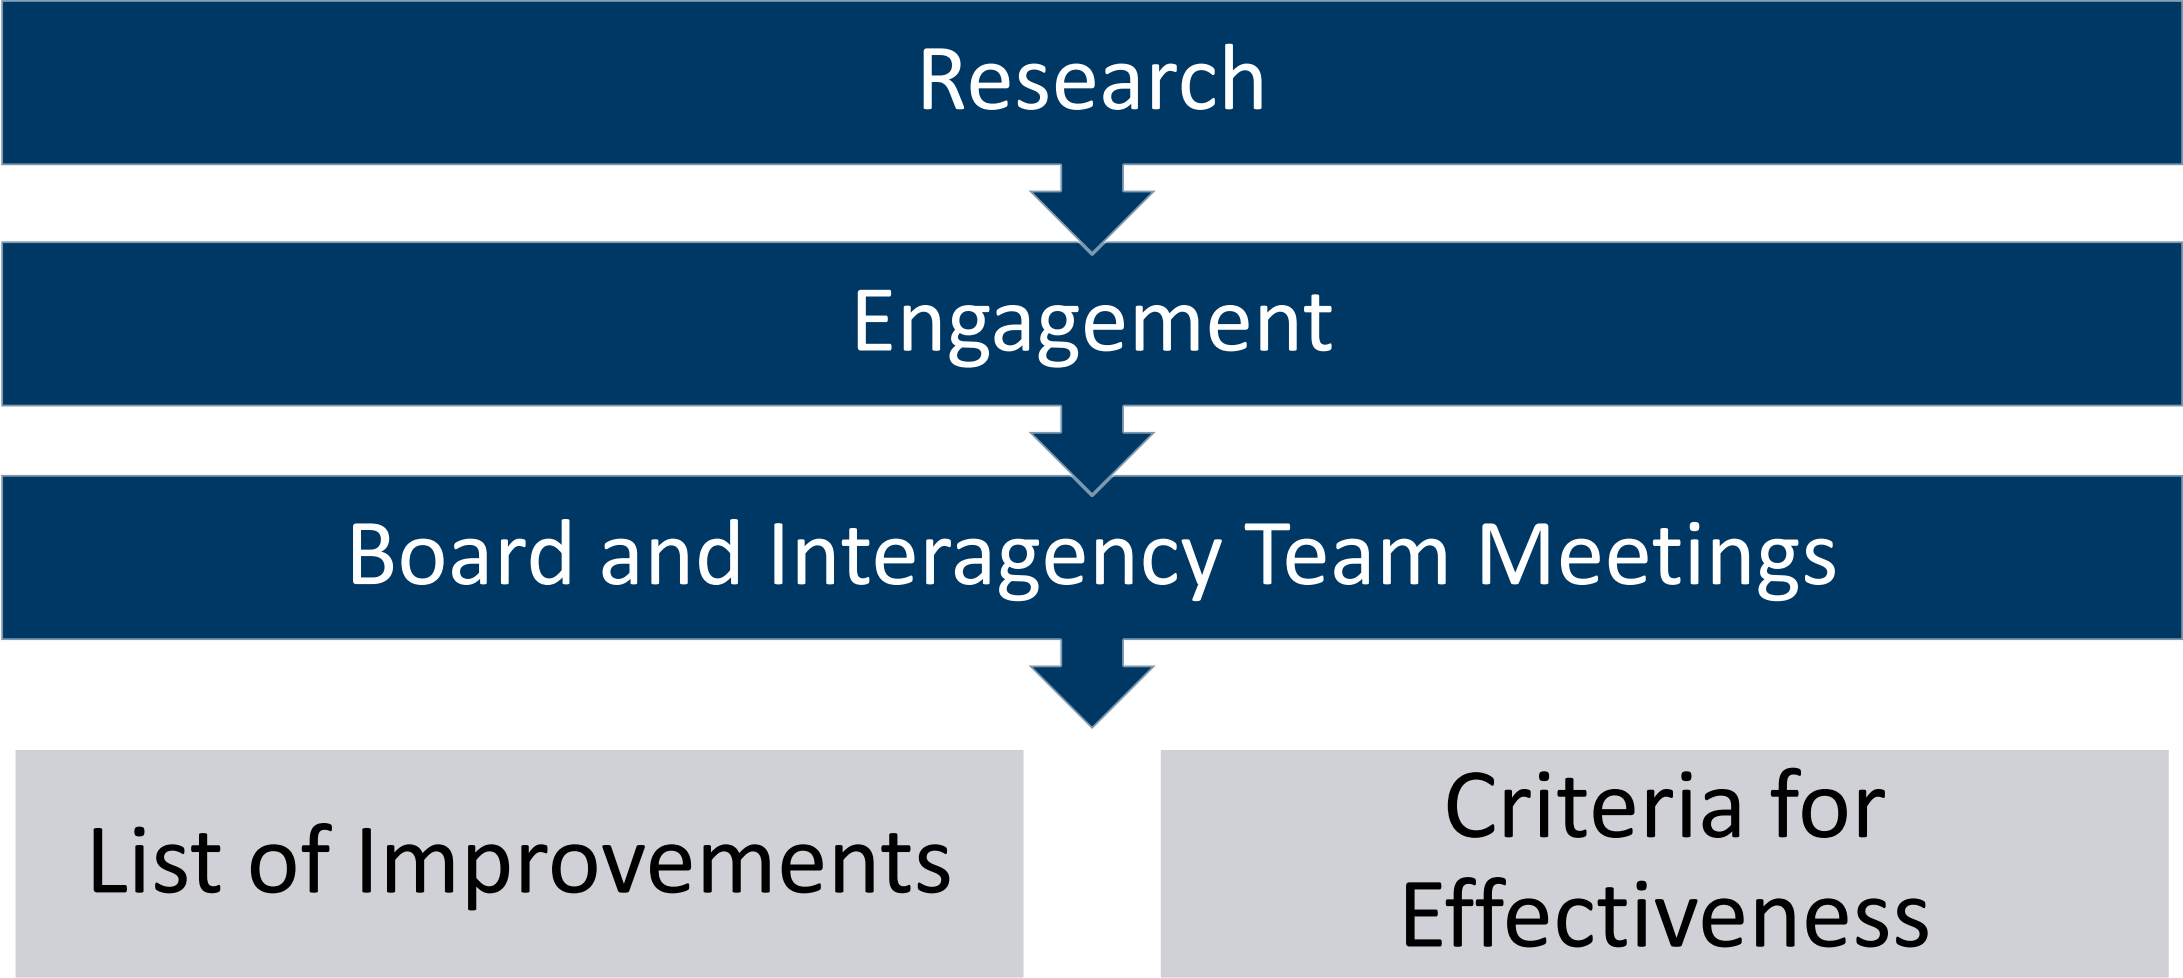 Research
Engagement
Board and Interagency Team Meetings
List of Improvements
Criteria for
Effectiveness